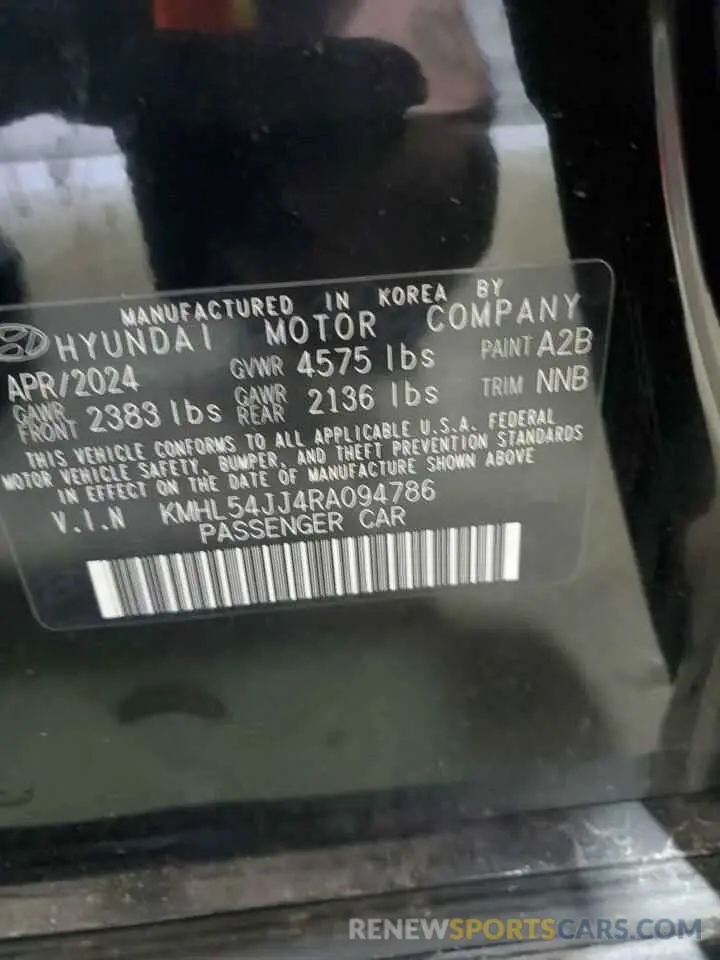 MANUFACTURED IN KOREA BY
HYUNDAI MOTOR COMPANY
APR/2024 GVWR 4575 lbs PAINT A2B
GAWR FRONT 2383 lbs GAWR REAR 2136 lbs TRIM NNB
THIS VEHICLE CONFORMS TO ALL APPLICABLE U.S.A. FEDERAL
MOTOR VEHICLE SAFETY, BUMPER, AND THEFT PREVENTION STANDARDS
IN EFFECT ON THE DATE OF MANUFACTURE SHOWN ABOVE
V.I.N KMHL54JJ4RA094786
PASSENGER CAR
RENEWSPORTSCARS.COM